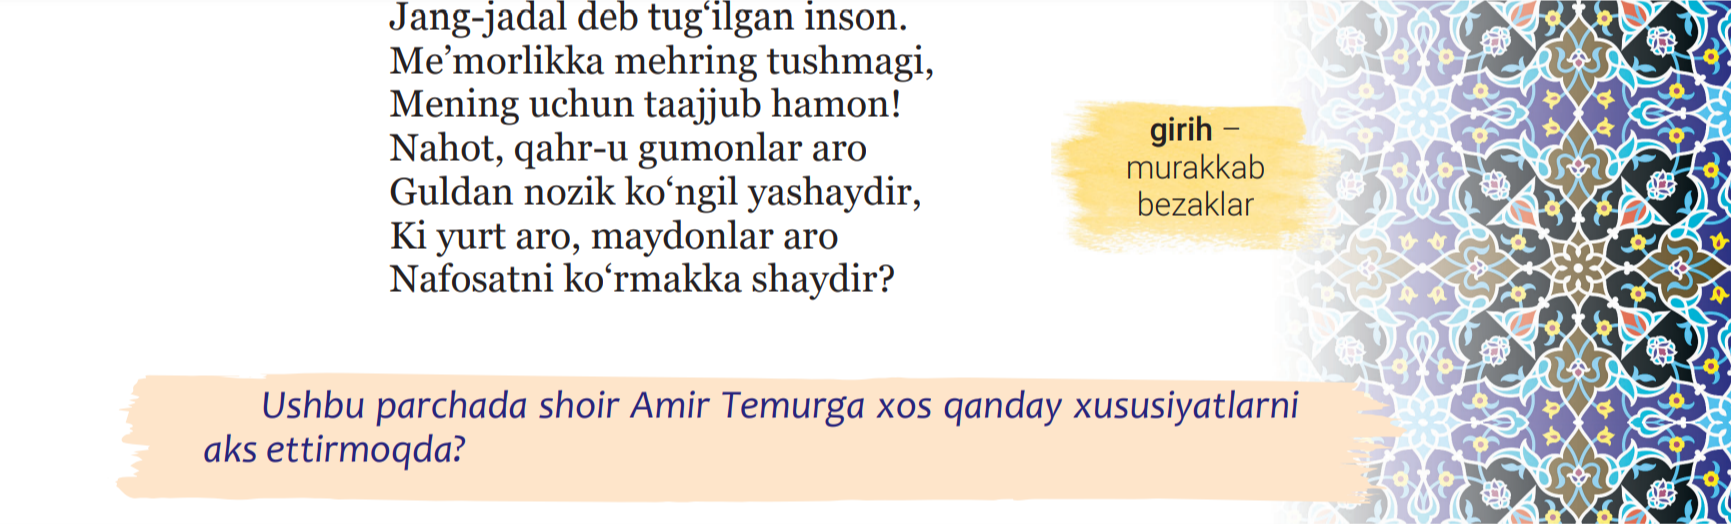 Jang-jadal deb tug‘ilgan inson.
Me’morlikka mehring tushmagi,
Mening uchun taajjub hamon!
Nahot, qahr-u gumonlar aro
Guldan nozik ko‘ngil yashaydir,
Ki yurt aro, maydonlar aro
Nafosatni ko‘rmakka shaydir?
girih –
murakkab
bezaklar
Ushbu parchada shoir Amir Temurga xos qanday xususiyatlarni
aks ettirmoqda?